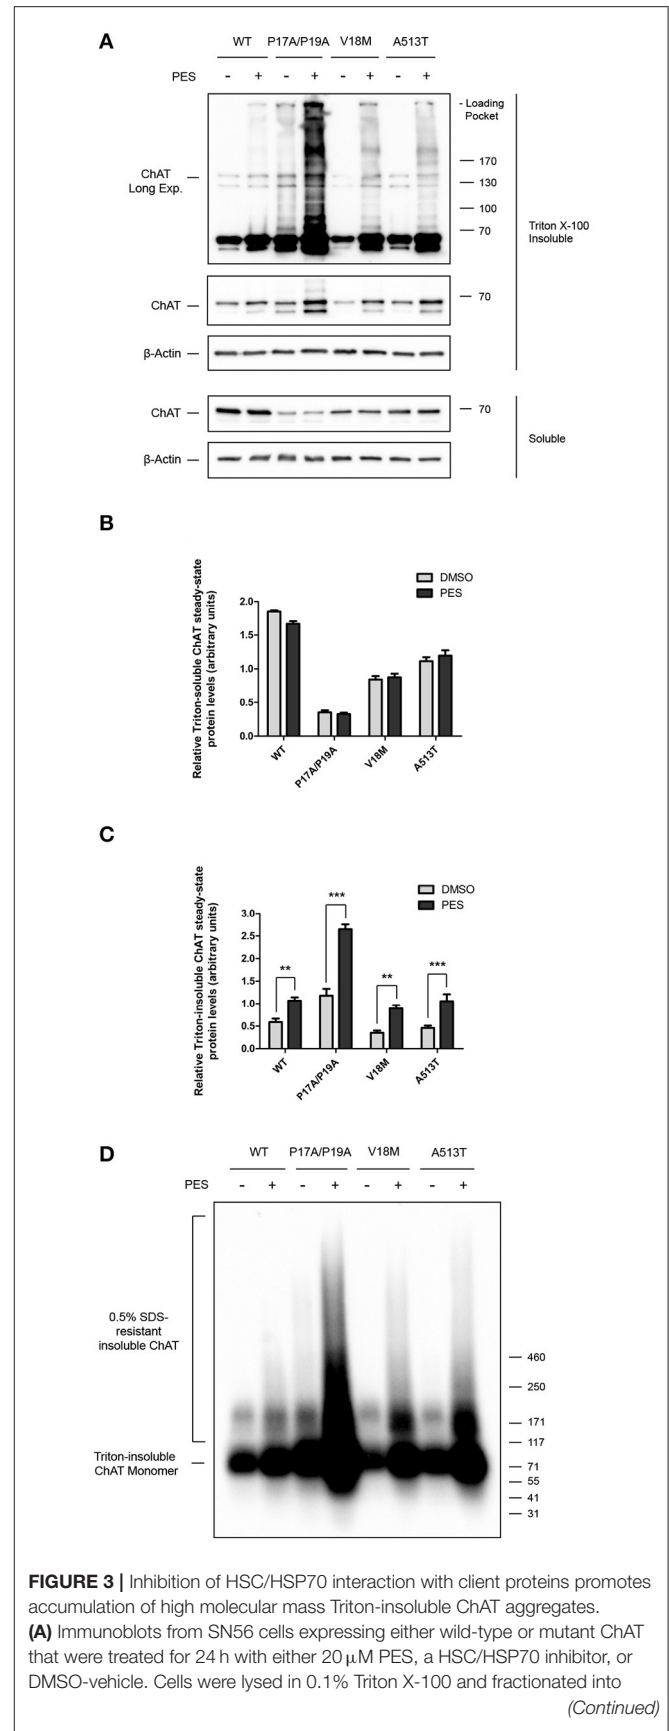 A
WT P17A/P19A V18M A513T
PES - + - + - + - +
- Loading
Pocket
ChAT
Long Exp.
170
130
100
70
Triton X-100
Insoluble
ChAT
70
β-Actin
ChAT
70
Soluble
β-Actin
B
Relative Triton-soluble ChAT steady-state
protein levels (arbitrary units)
DMSO
PES
2.0
1.5
1.0
0.5
0.0
WT
P17A/P19A
V18M
A513T
C
Relative Triton-insoluble ChAT steady-state
protein levels (arbitrary units)
DMSO
PES
3.0
2.5
2.0
1.5
1.0
0.5
0.0
**
***
**
***
WT
P17A/P19A
V18M
A513T
D
WT P17A/P19A V18M A513T
PES - + - + - + - +
0.5% SDS-
resistant
insoluble ChAT
Triton-insoluble
ChAT Monomer
460
250
171
117
71
55
41
31
FIGURE 3 | Inhibition of HSC/HSP70 interaction with client proteins promotes
accumulation of high molecular mass Triton-insoluble ChAT aggregates.
(A) Immunoblots from SN56 cells expressing either wild-type or mutant ChAT
that were treated for 24 h with either 20 μM PES, a HSC/HSP70 inhibitor, or
DMSO-vehicle. Cells were lysed in 0.1% Triton X-100 and fractionated into
(Continued)